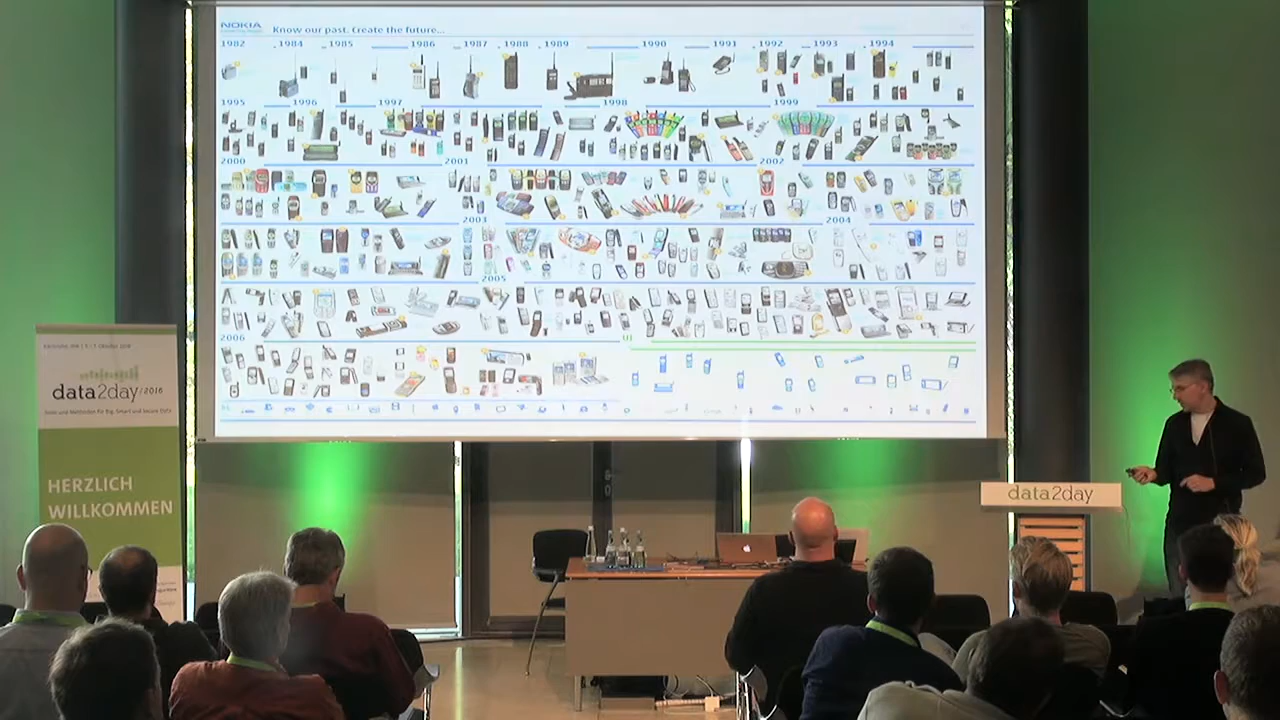 NOKIA
Know our past. Create the future...
1982 1984 1985 1986 1987 1988 1989 1990 1991 1992 1993 1994
1995 1996 1997 1998 1999
2000 2001 2002
2003 2004
2005
2006
data2day/2016
HERZLICH
WILLKOMMEN
data2day